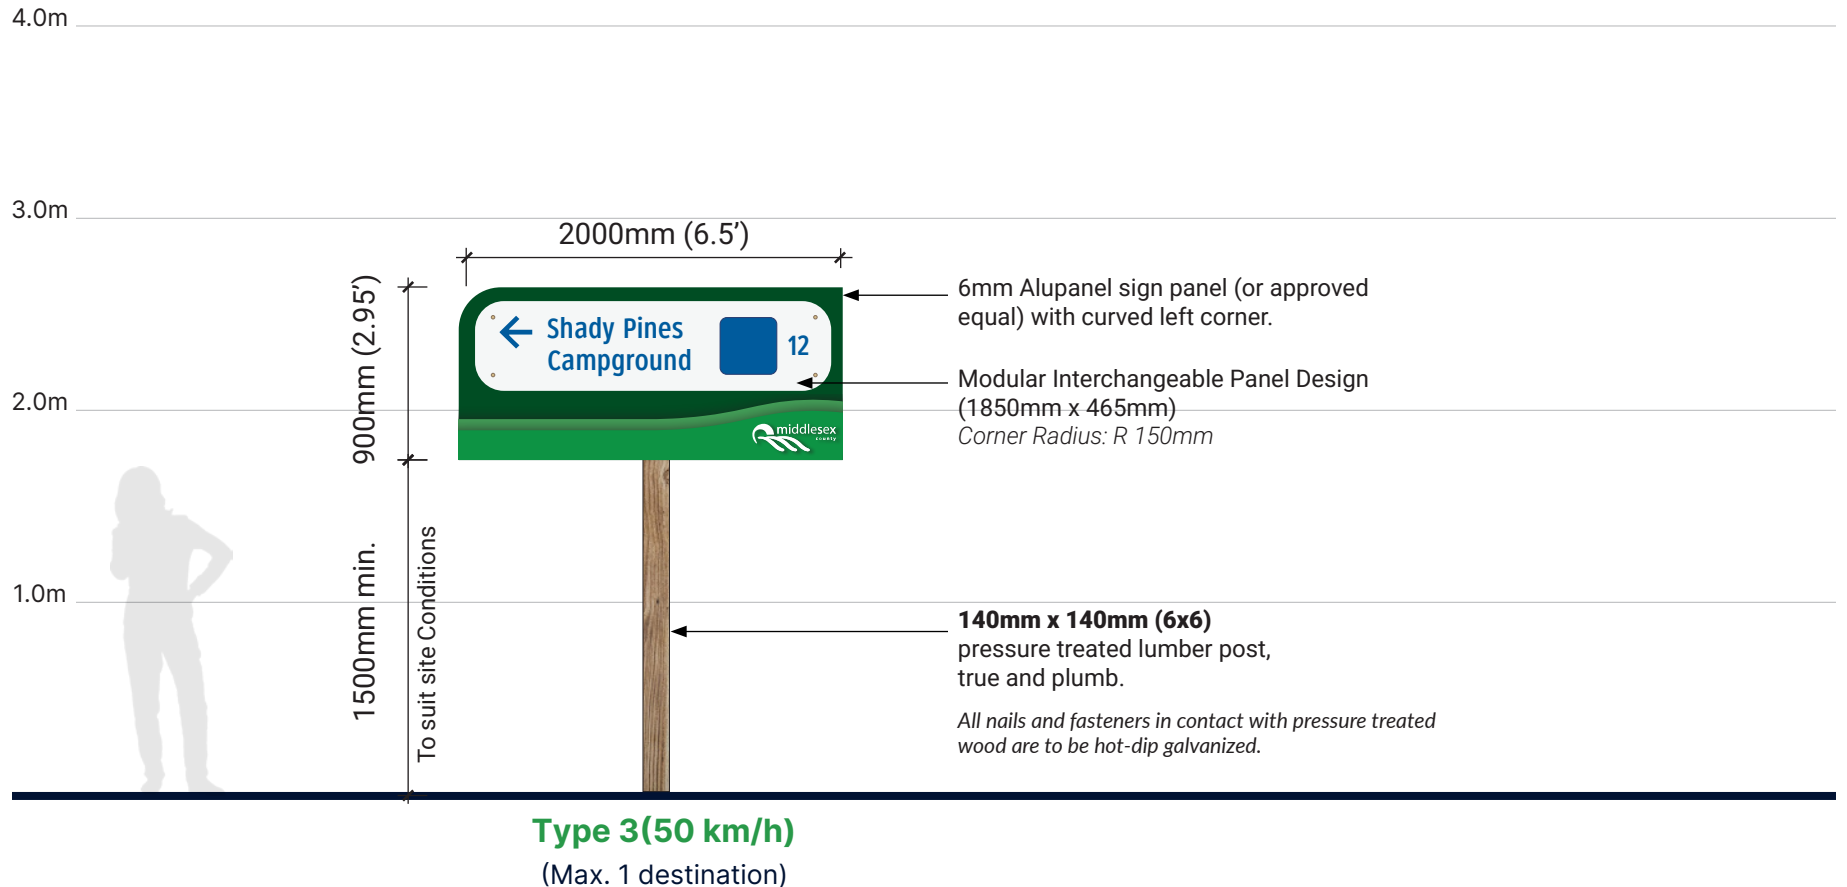 4.0m
3.0m
2000mm (6.5’)
900mm (2.95’)
6mm Alupanel sign panel (or approved
equal) with curved left corner.
Shady Pines
Campground
12
Modular Interchangeable Panel Design
(1850mm x 465mm)
Corner Radius: R 150mm
2.0m
middlesex
county
1500mm min.
To suit site Conditions
1.0m
140mm x 140mm (6x6)
pressure treated lumber post,
true and plumb.
All nails and fasteners in contact with pressure treated
wood are to be hot-dip galvanized.
Type 3(50 km/h)
(Max. 1 destination)